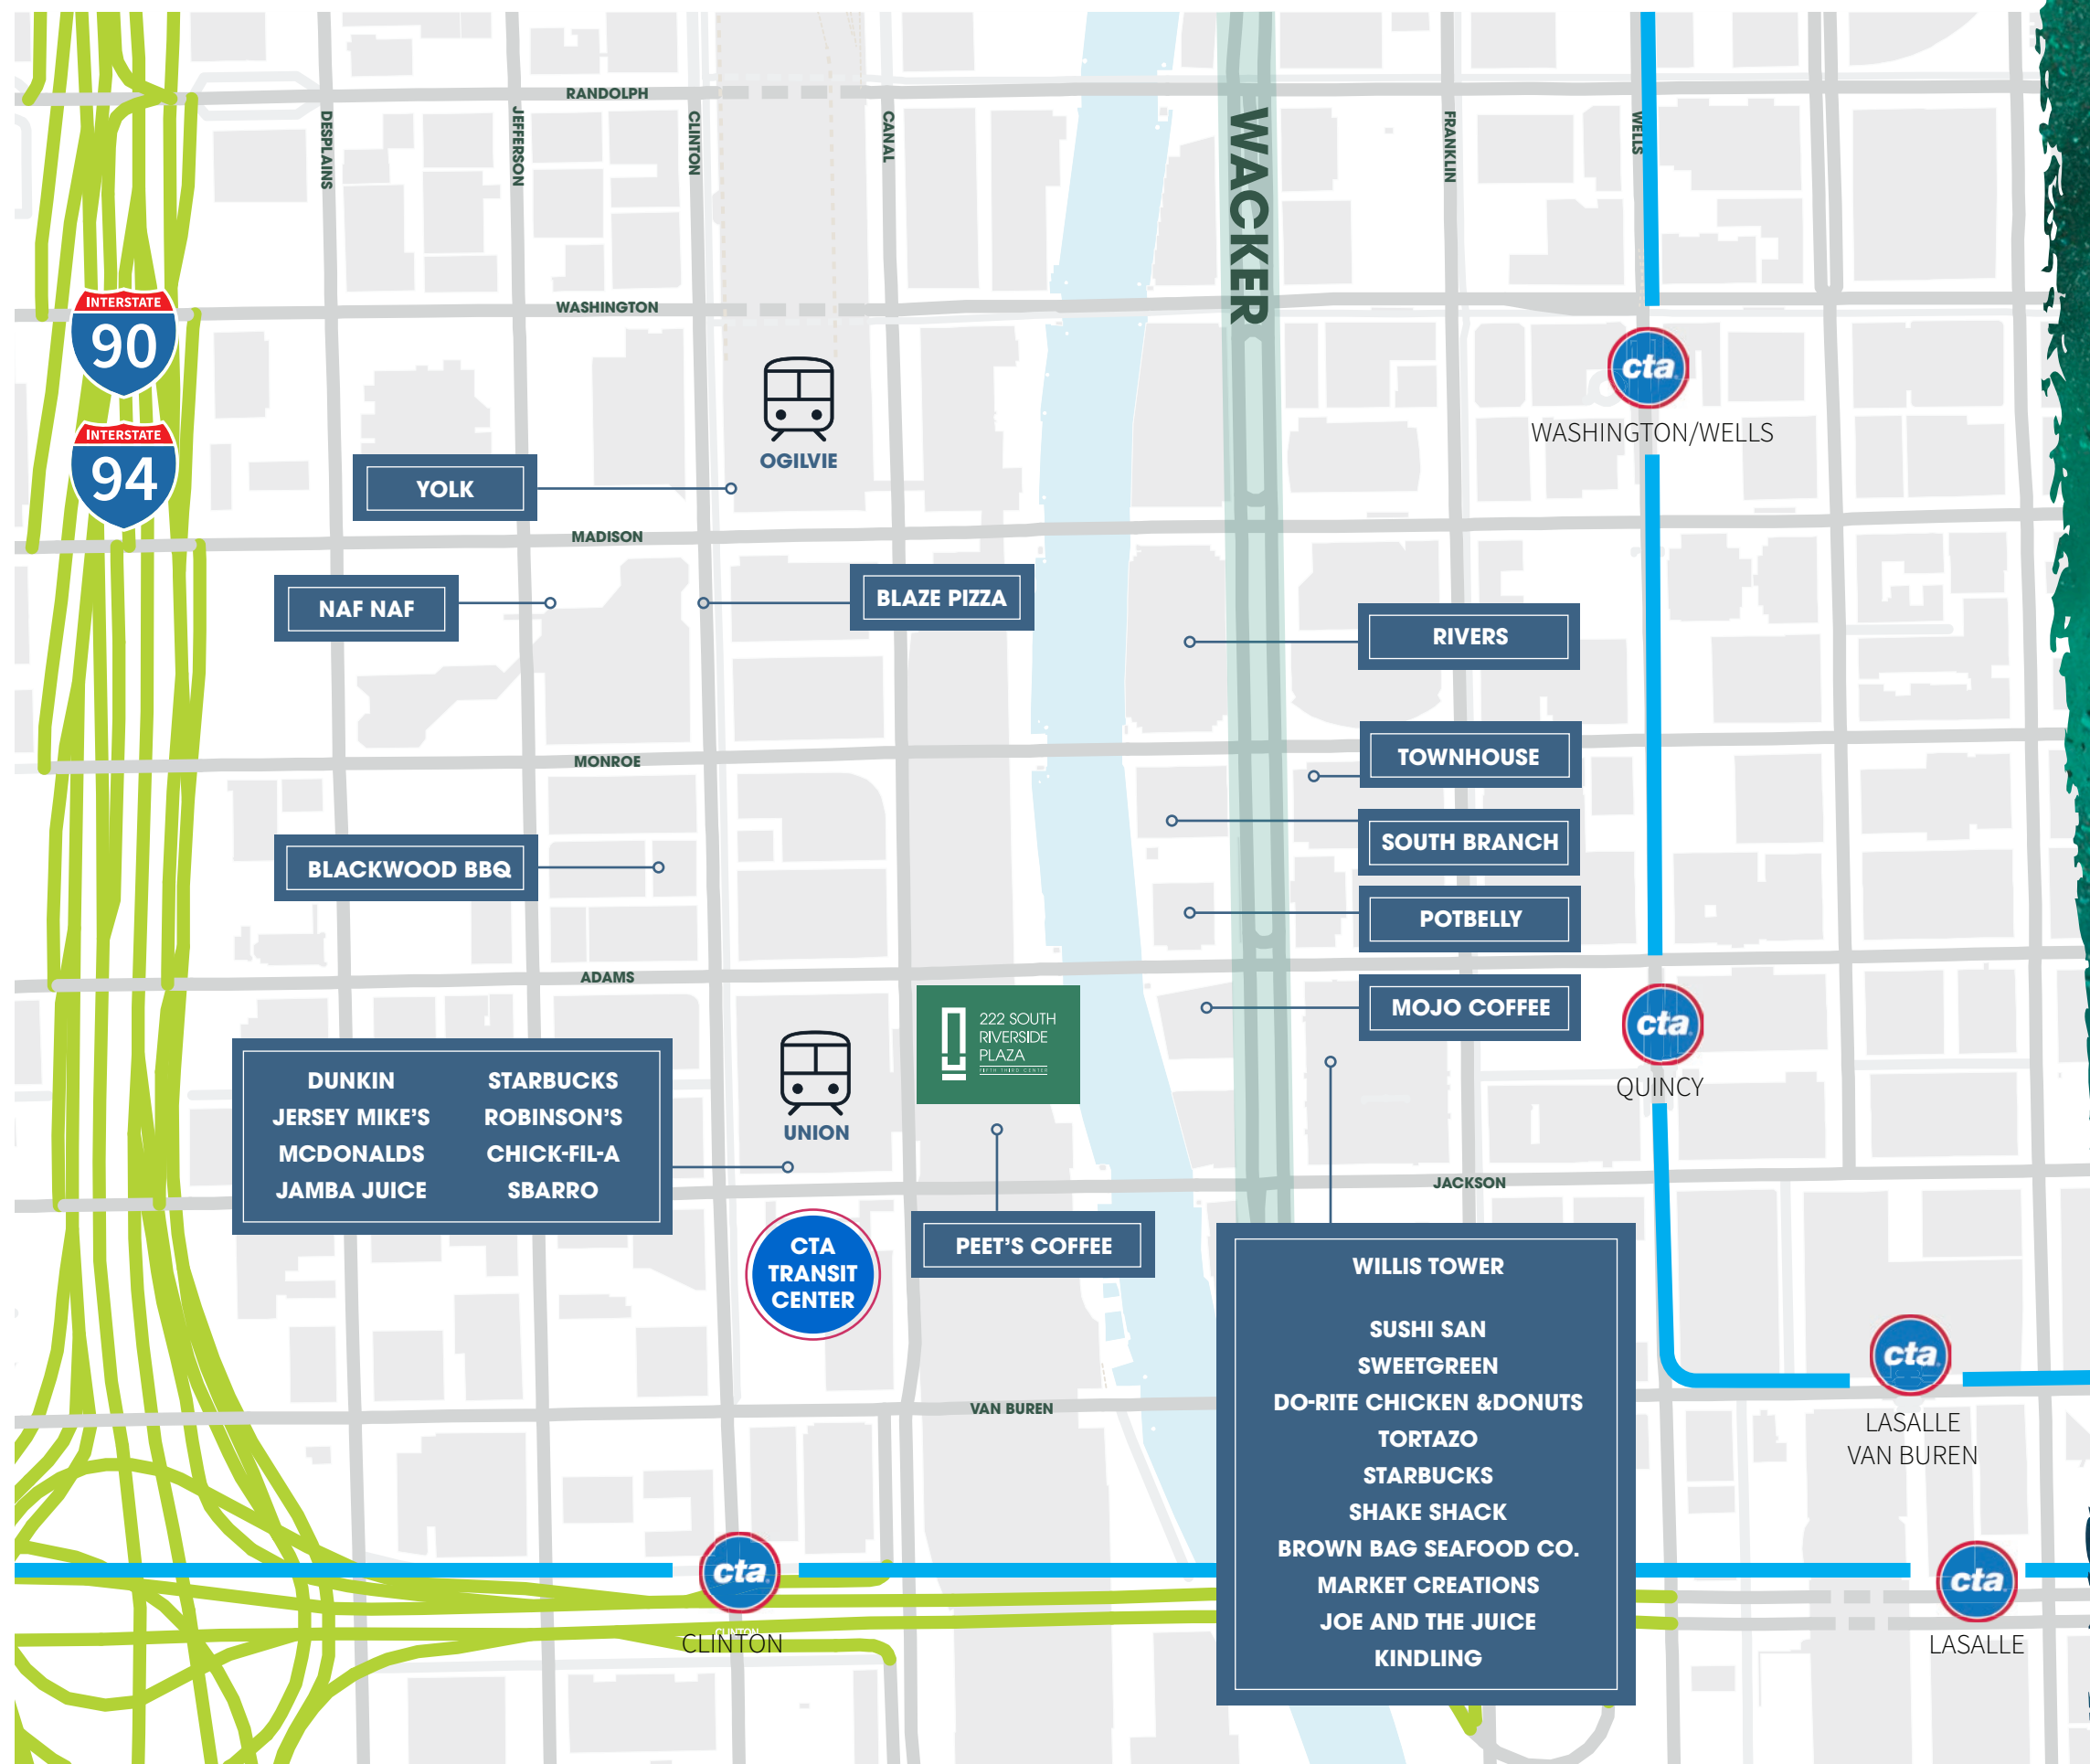 RANDOLPH
DESPLAINS
JEFFERSON
CLINTON
CANAL
WACKER
FRANKLIN
WELLS
INTERSTATE
90
WASHINGTON
cta
WASHINGTON/WELLS
INTERSTATE
94
OGILVIE
YOLK
MADISON
NAF NAF
BLAZE PIZZA
RIVERS
TOWNHOUSE
MONROE
SOUTH BRANCH
BLACKWOOD BBQ
POTBELLY
ADAMS
MOJO COFFEE
222 SOUTH
RIVERSIDE
PLAZA
FIFTH THIRD CENTER
cta
QUINCY
DUNKIN
JERSEY MIKE'S
MCDONALDS
JAMBA JUICE
STARBUCKS
ROBINSON'S
CHICK-FIL-A
SBARRO
UNION
JACKSON
CTA
TRANSIT
CENTER
PEET'S COFFEE
WILLIS TOWER
SUSHI SAN
SWEETGREEN
DO-RITE CHICKEN &DONUTS
TORTAZO
STARBUCKS
SHAKE SHACK
BROWN BAG SEAFOOD CO.
MARKET CREATIONS
JOE AND THE JUICE
KINDLING
cta
LASALLE
VAN BUREN
VAN BUREN
cta
CLINTON
CLINTON
cta
LASALLE